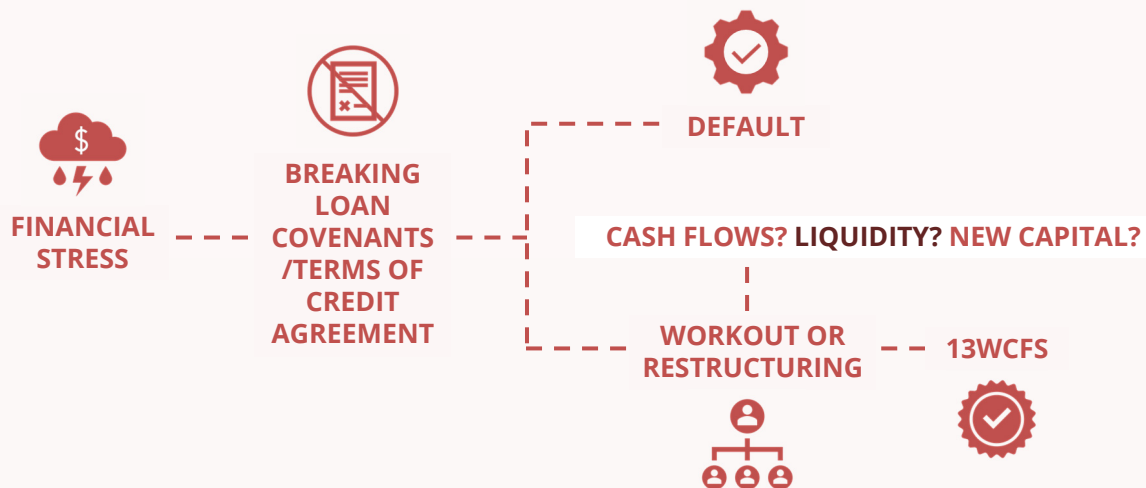 $
FINANCIAL
STRESS
BREAKING
LOAN
COVENANTS
/TERMS OF
CREDIT
AGREEMENT
DEFAULT
CASH FLOWS? LIQUIDITY? NEW CAPITAL?
WORKOUT OR
RESTRUCTURING
13WCFS